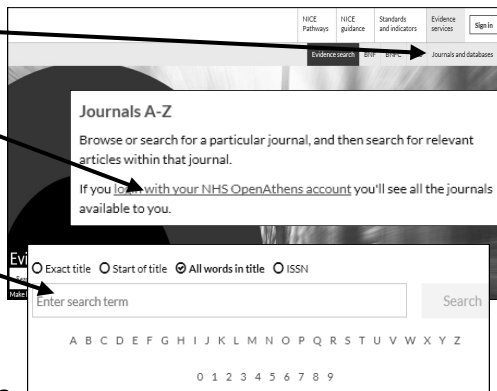 NICE Pathways
NICE guidance
Standards and indicators
Evidence services
Sign in
Evidence search BNF BNFC Journals and databases
Journals A-Z
Browse or search for a particular journal, and then search for relevant
articles within that journal.
If you login with your NHS OpenAthens account you'll see all the journals
available to you.
Evi
Exact title Start of title All words in title ISSN
Enter search term Search
A B C D E F G H I J K L M N O P Q R S T U V W X Y Z
0 1 2 3 4 5 6 7 8 9